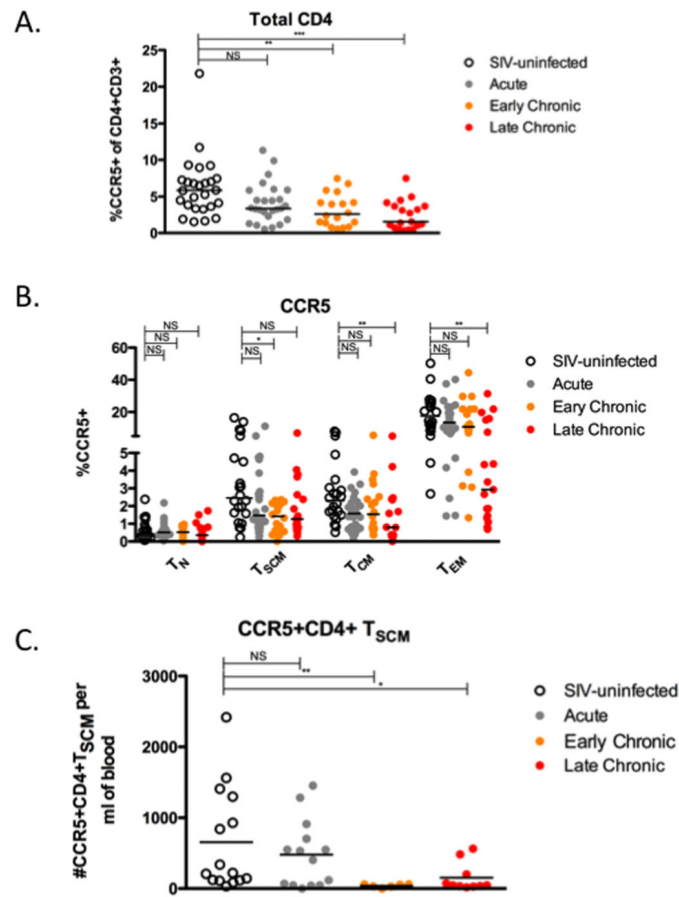 A.
Total CD4
***
**
NS
%CCR5+ of CD4+CD3+
25
20
15
10
5
0
SIV-uninfected
Acute
Early Chronic
Late Chronic
B.
CCR5
NS
NS
NS
NS
*
NS
**
NS
NS
**
NS
NS
%CCR5+
60
40
20
5
4
3
2
1
0
TN
TSCM
TCM
TEM
SIV-uninfected
Acute
Eary Chronic
Late Chronic
C.
CCR5+CD4+ TSCM
NS
**
*
#CCR5+CD4+TSCM per
ml of blood
3000
2000
1000
0
SIV-uninfected
Acute
Early Chronic
Late Chronic